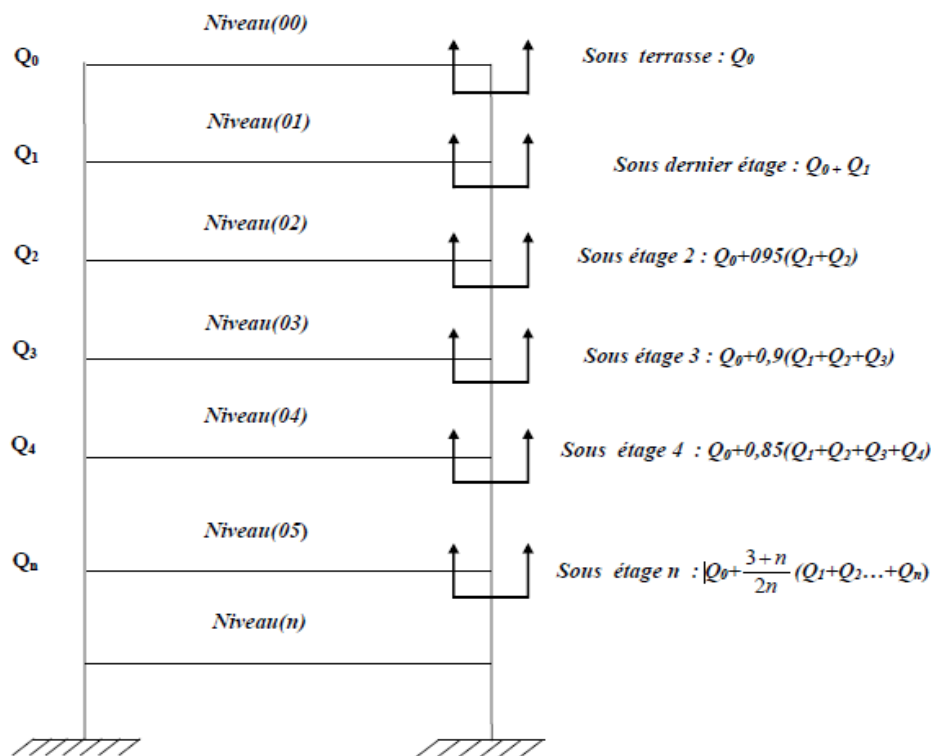 Niveau(00)
Q₀
Sous terrasse : Q₀
Niveau(01)
Q₁
Sous dernier étage : Q₀ + Q₁
Niveau(02)
Q₂
Sous étage 2 : Q₀+095(Q₁+Q₂)
Niveau(03)
Q₃
Sous étage 3 : Q₀+0,9(Q₁+Q₂+Q₃)
Niveau(04)
Q₄
Sous étage 4 : Q₀+0,85(Q₁+Q₂+Q₃+Q₄)
Niveau(05)
Qₙ
Sous étage n : Q₀+(3+n)/(2n) (Q₁+Q₂…+Qₙ)
Niveau(n)